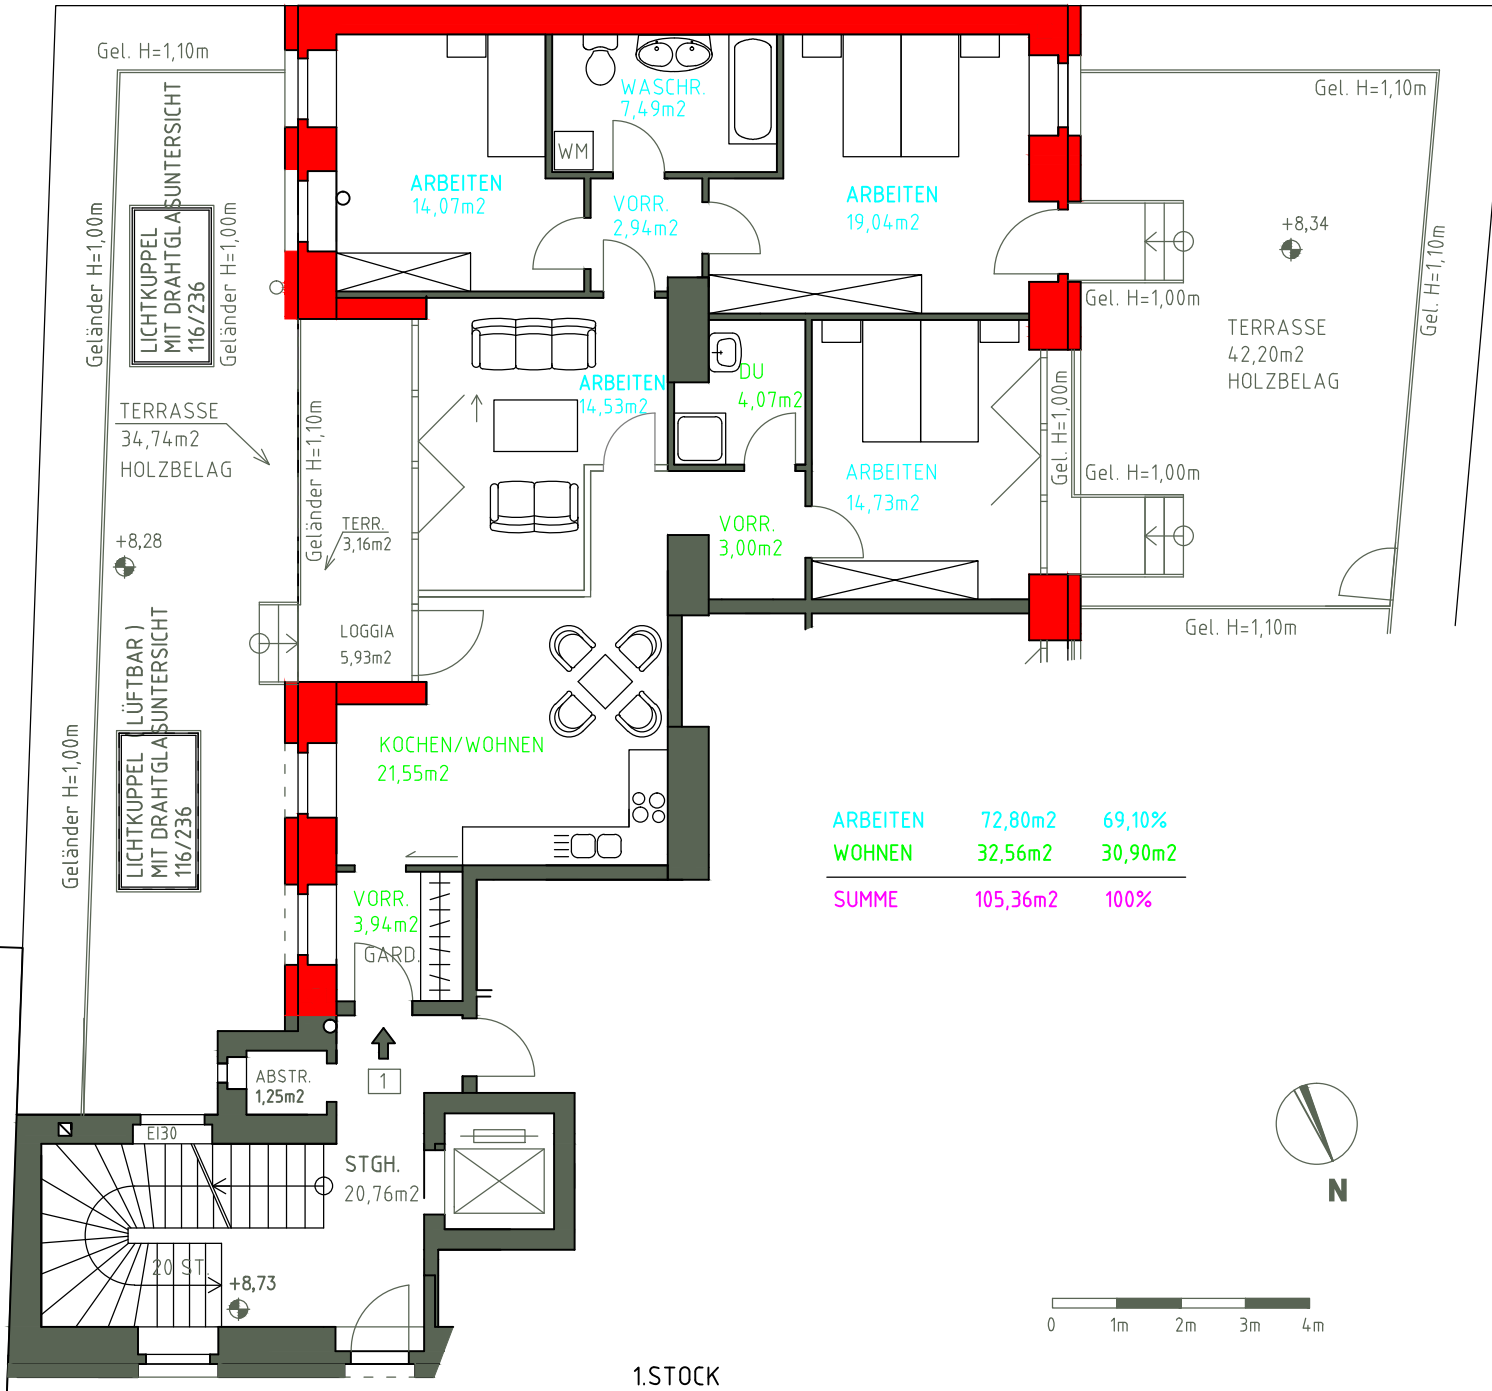 Gel. H=1,10m
Gel. H=1,10m
WASCHR.
7,49m2
WM
ARBEITEN
14,07m2
VORR.
2,94m2
ARBEITEN
19,04m2
+8,34
Gel. H=1,10m
Geländer H=1,00m
LICHTKUPPEL
MIT DRAHTGLASUNTERSICHT
116/236
Geländer H=1,00m
Gel. H=1,00m
TERRASSE
42,20m2
HOLZBELAG
ARBEITEN
14,53m2
DU
4,07m2
TERRASSE
34,74m2
HOLZBELAG
Geländer H=1,10m
Gel. H=1,00m
ARBEITEN
14,73m2
Gel. H=1,00m
TERR.
3,16m2
VORR.
3,00m2
+8,28
LOGGIA
5,93m2
Gel. H=1,10m
Geländer H=1,00m
LICHTKUPPEL ( LÜFTBAR )
MIT DRAHTGLASUNTERSICHT
116/236
KOCHEN/WOHNEN
21,55m2
ARBEITEN 72,80m2 69,10%
WOHNEN 32,56m2 30,90m2
SUMME 105,36m2 100%
VORR.
3,94m2
GARD.
ABSTR.
1,25m2
1
EI30
STGH.
20,76m2
20 ST.
+8,73
N
0 1m 2m 3m 4m
1.STOCK